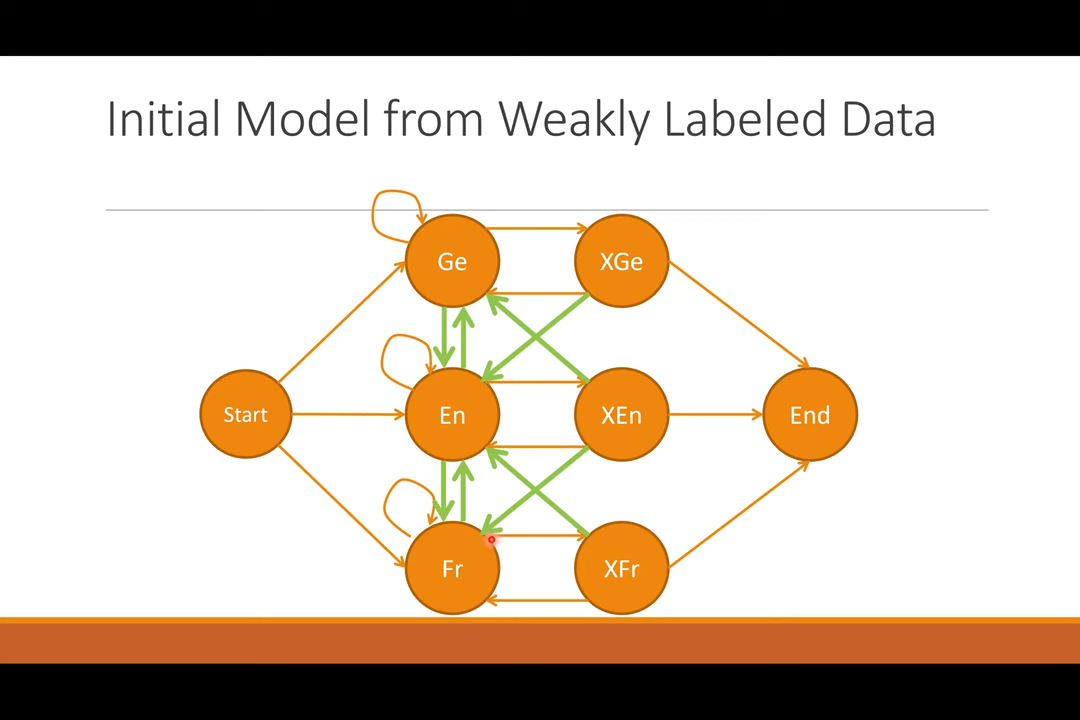 Initial Model from Weakly Labeled Data
Ge
XGe
Start
En
XEn
End
Fr
XFr